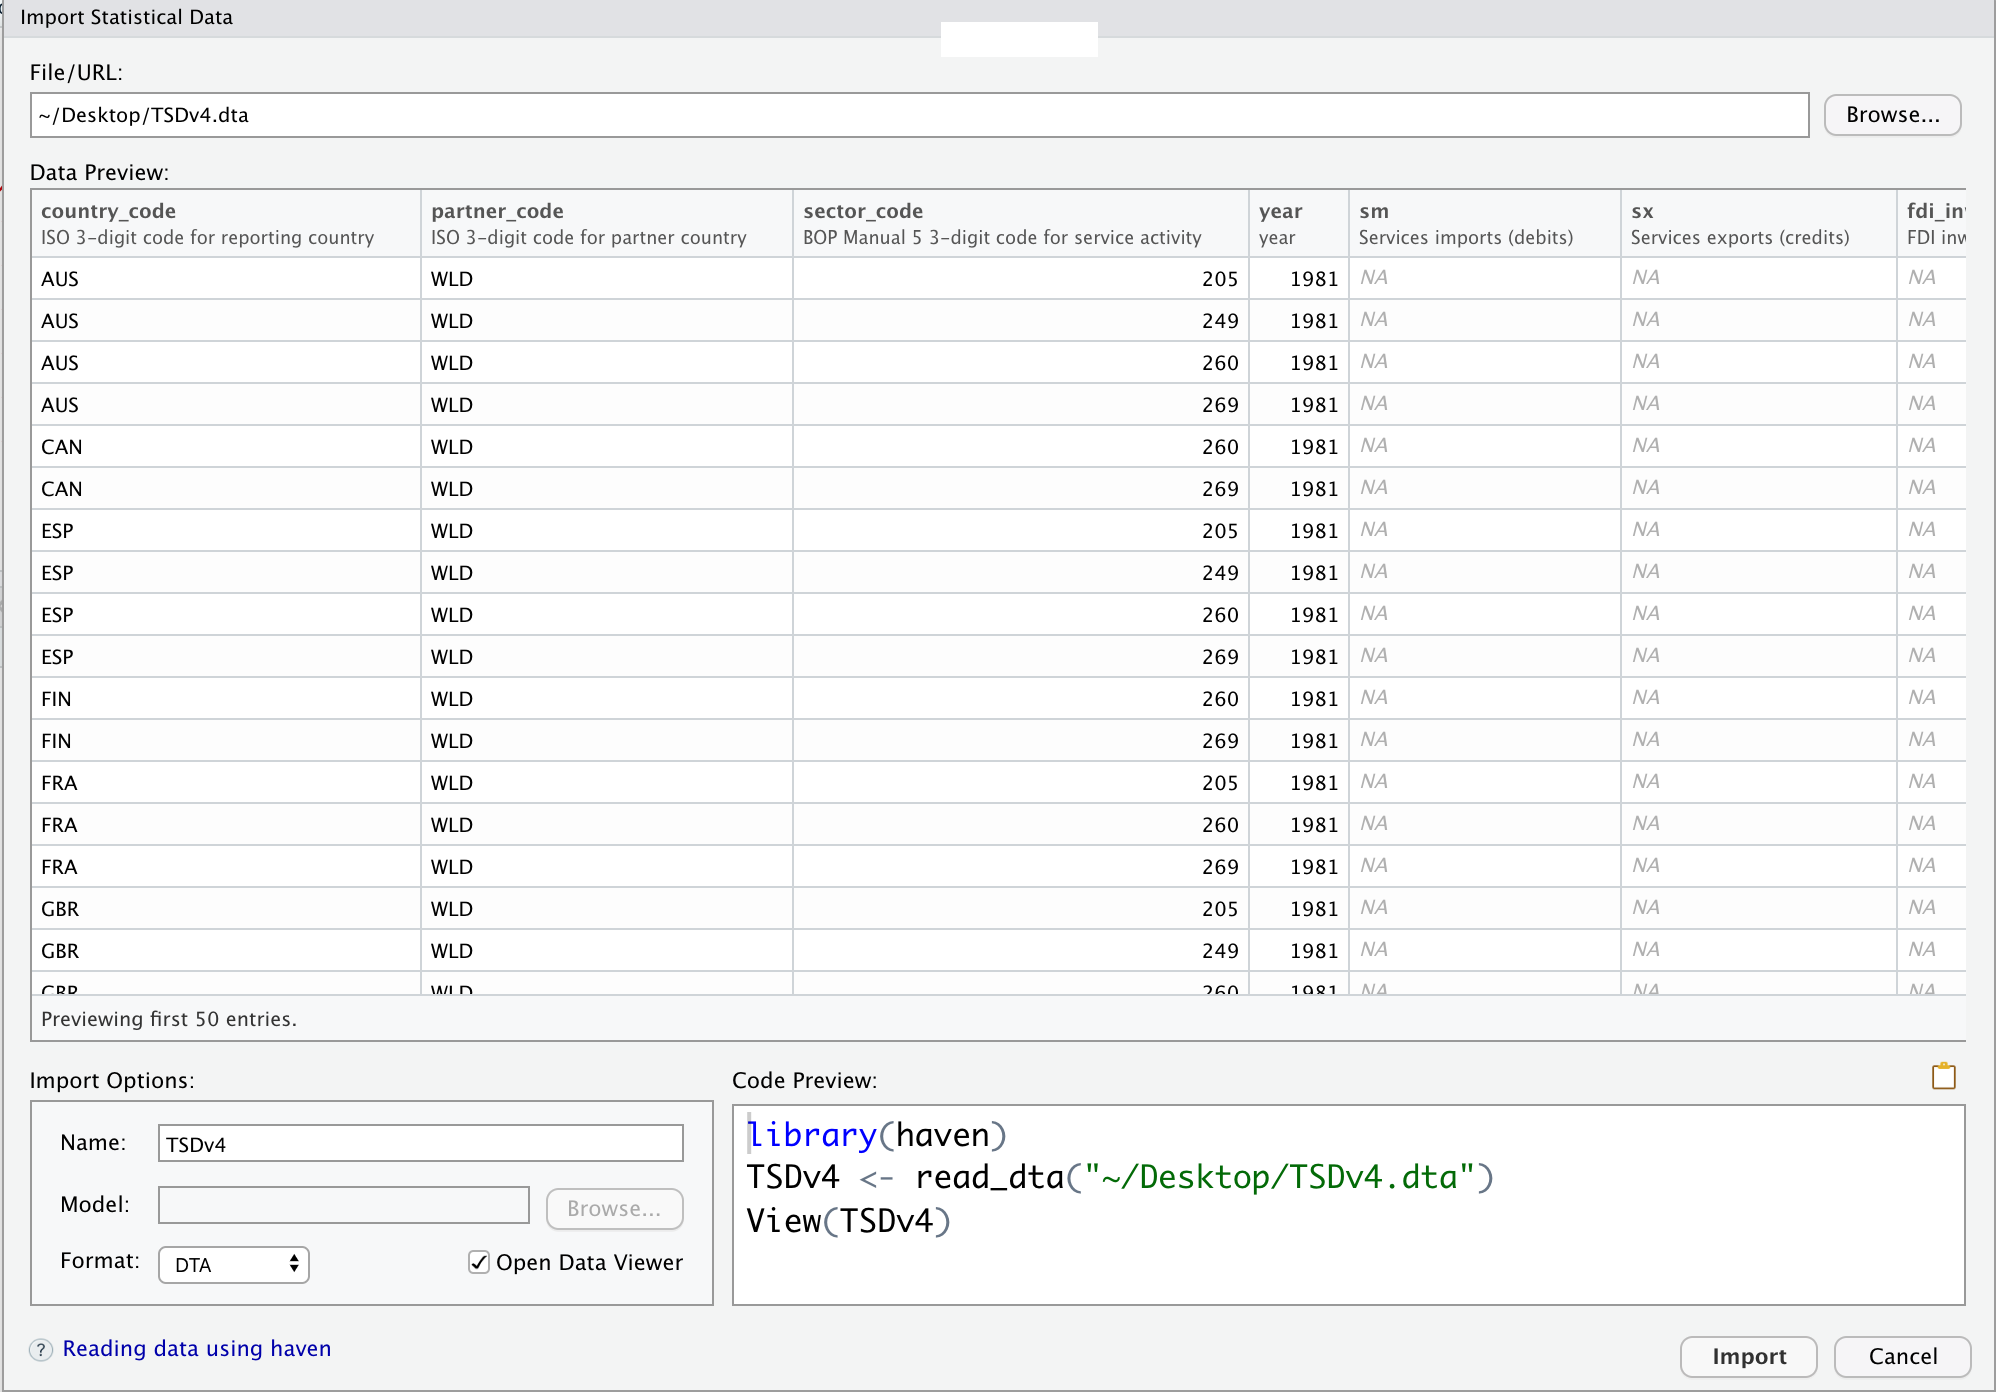 Import Statistical Data
File/URL:
~/Desktop/TSDv4.dta Browse...
Data Preview:
country_code partner_code sector_code year sm sx fdi_in
ISO 3-digit code for reporting country ISO 3-digit code for partner country BOP Manual 5 3-digit code for service activity year Services imports (debits) Services exports (credits) FDI inw
AUS WLD 205 1981 NA NA NA
AUS WLD 249 1981 NA NA NA
AUS WLD 260 1981 NA NA NA
AUS WLD 269 1981 NA NA NA
CAN WLD 260 1981 NA NA NA
CAN WLD 269 1981 NA NA NA
ESP WLD 205 1981 NA NA NA
ESP WLD 249 1981 NA NA NA
ESP WLD 260 1981 NA NA NA
ESP WLD 269 1981 NA NA NA
FIN WLD 260 1981 NA NA NA
FIN WLD 269 1981 NA NA NA
FRA WLD 205 1981 NA NA NA
FRA WLD 260 1981 NA NA NA
FRA WLD 269 1981 NA NA NA
GBR WLD 205 1981 NA NA NA
GBR WLD 249 1981 NA NA NA
GBR WLD 260 1981 NA NA NA
Previewing first 50 entries.
Import Options:
Name: TSDv4
Model: Browse...
Format: DTA Open Data Viewer
Code Preview:
library(haven)
TSDv4 <- read_dta("~/Desktop/TSDv4.dta")
View(TSDv4)
? Reading data using haven
Import Cancel